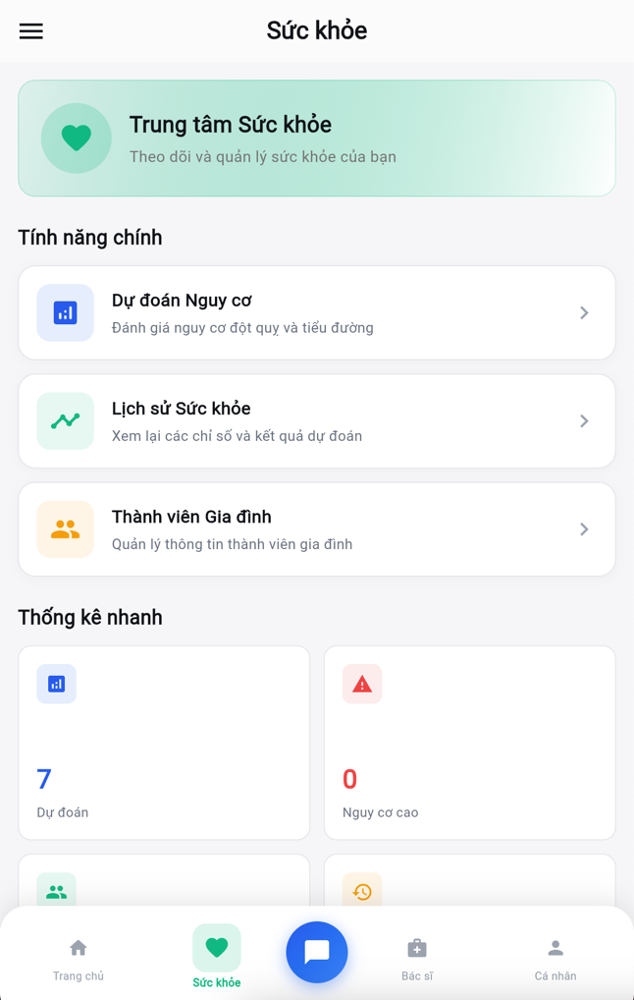 Sức khỏe
Trung tâm Sức khỏe
Theo dõi và quản lý sức khỏe của bạn
Tính năng chính
Dự đoán Nguy cơ
Đánh giá nguy cơ đột quỵ và tiểu đường
Lịch sử Sức khỏe
Xem lại các chỉ số và kết quả dự đoán
Thành viên Gia đình
Quản lý thông tin thành viên gia đình
Thống kê nhanh
7
Dự đoán
0
Nguy cơ cao
Trang chủ
Sức khỏe
Bác sĩ
Cá nhân